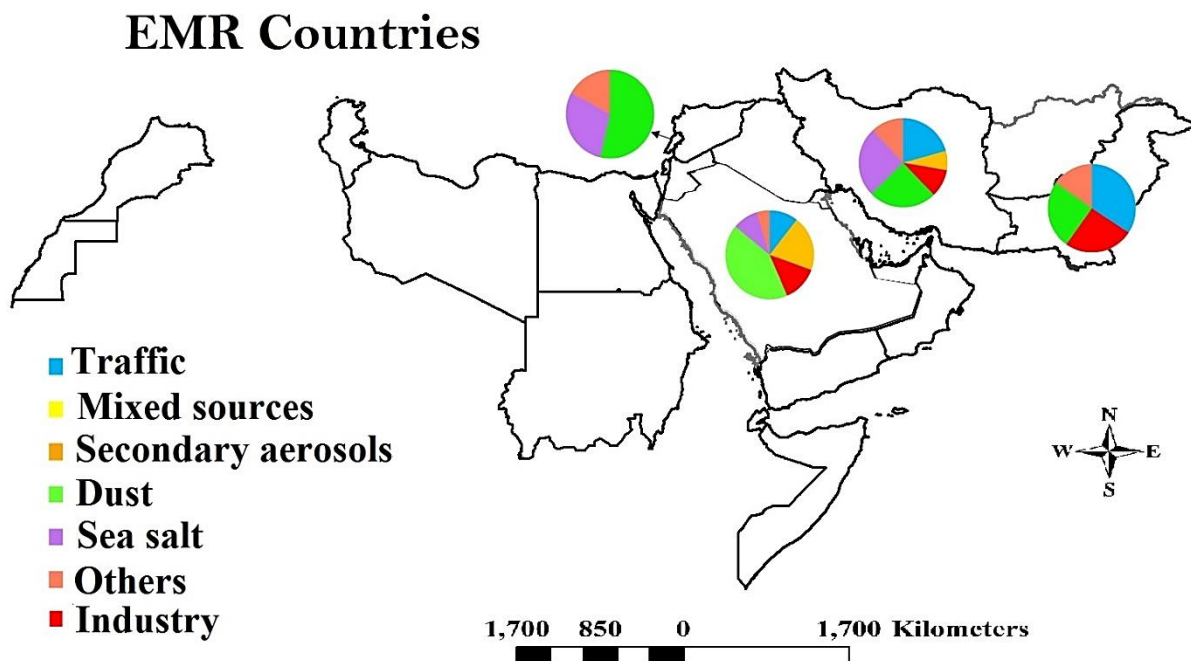 EMR Countries
Traffic
Mixed sources
Secondary aerosols
Dust
Sea salt
Others
Industry
N
W E
S
1,700 850 0 1,700 Kilometers